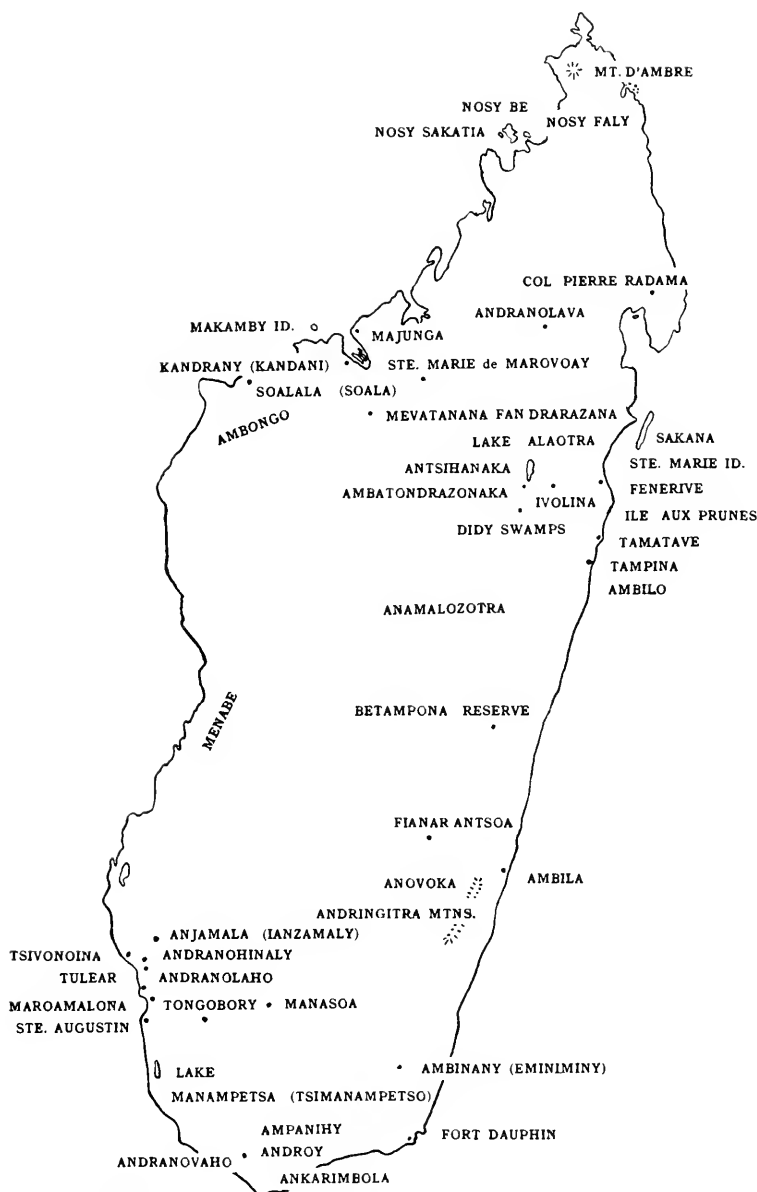 MT. D'AMBRE
NOSY BE
NOSY FALY
NOSY SAKATIA
COL PIERRE RADAMA
ANDRANOLAVA
MAKAMBY ID.
MAJUNGA
KANDRANY (KANDANI)
STE. MARIE de MAROVOAY
SOALALA (SOALA)
AMBONGO
MEVATANANA FAN DRARAZANA
LAKE ALAOTRA
SAKANA
ANTSIHANAKA
STE. MARIE ID.
AMBATONDRAZONAKA
FENERIVE
IVOLINA
ILE AUX PRUNES
DIDY SWAMPS
TAMATAVE
TAMPINA
AMBILO
ANAMALOZOTRA
MENABE
BETAMPONA RESERVE
FIANAR ANTSOA
ANOVOKA
AMBILA
ANDRINGITRA MTNS.
ANJAMALA (IANZAMALY)
TSIVONOINA
ANDRANOHINALY
TULEAR
ANDRANOLAHO
MAROAMALONA
TONGOBORY
MANASOA
STE. AUGUSTIN
LAKE
MANAMPETSA (TSIMANAMPETSO)
AMBINANY (EMINIMINY)
AMPANIHY
FORT DAUPHIN
ANDROY
ANDRANOVAHO
ANKARIMBOLA